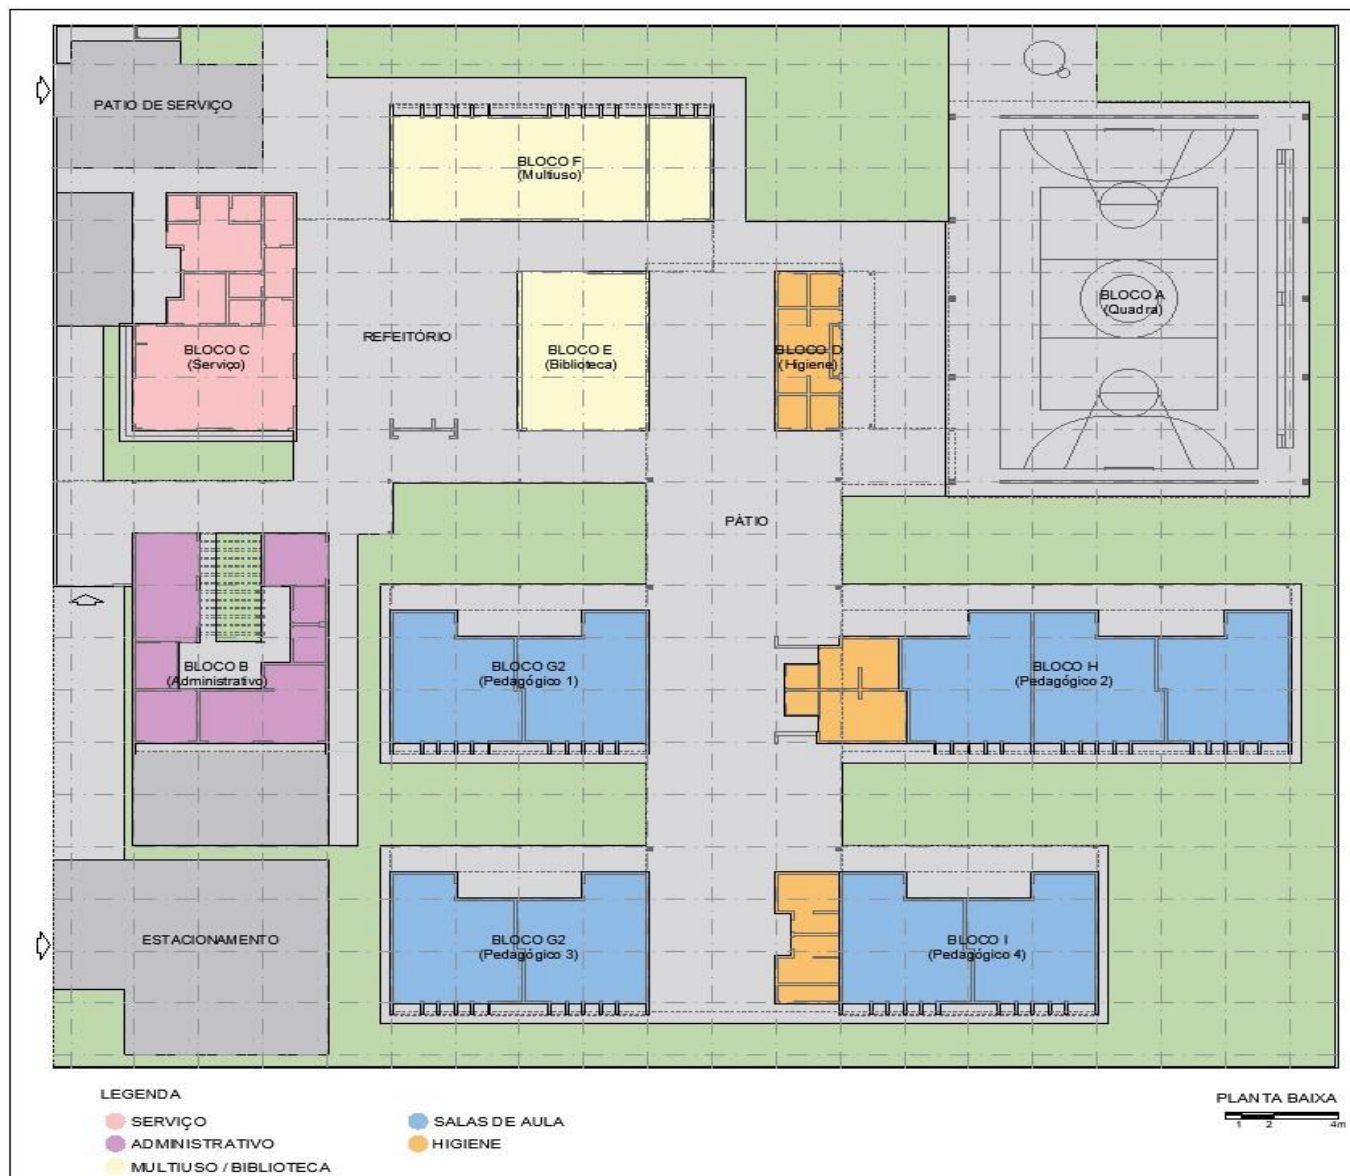 PATIO DE SERVIÇO
BLOCO F
(Multiuso)
BLOCO A
(Quadra)
REFEITÓRIO
BLOCO C
(Serviço)
BLOCO E
(Biblioteca)
BLOCO D
(Higiene)
PÁTIO
BLOCO B
(Administrativo)
BLOCO G2
(Pedagógico 1)
BLOCO H
(Pedagógico 2)
ESTACIONAMENTO
BLOCO G2
(Pedagógico 3)
BLOCO I
(Pedagógico 4)
LEGENDA
SERVIÇO
ADMINISTRATIVO
MULTIUSO / BIBLIOTECA
SALAS DE AULA
HIGIENE
PLANTA BAIXA
1 2 4m